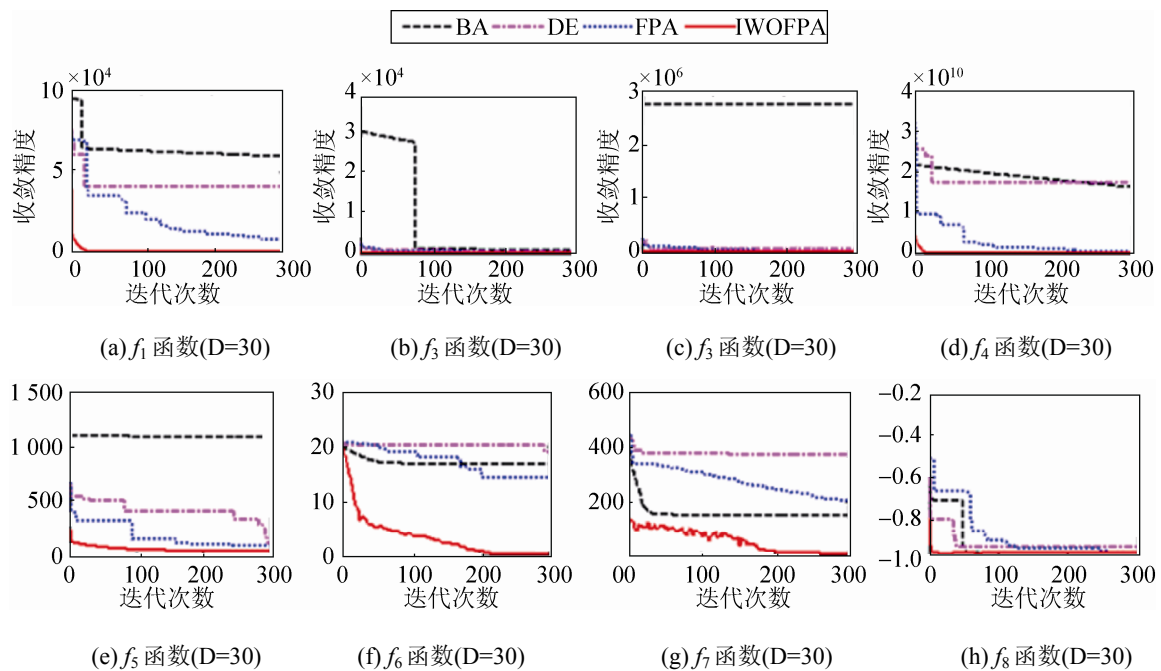 BA DE FPA IWOFPA
×10⁴ ×10⁴ ×10⁶ ×10¹⁰
10 5 0
4 3 2 1 0
3 2 1 0
4 3 2 1 0
收敛精度 收敛精度 收敛精度 收敛精度
0 100 200 300 0 100 200 300 0 100 200 300 0 100 200 300
迭代次数 迭代次数 迭代次数 迭代次数
(a) f₁ 函数(D=30) (b) f₃ 函数(D=30) (c) f₃ 函数(D=30) (d) f₄ 函数(D=30)
1 500 1 000 500 0
30 20 10 0
600 400 200 0
−0.2 −0.4 −0.6 −0.8 −1.0
0 100 200 300 0 100 200 300 0 100 200 300 0 100 200 300
迭代次数 迭代次数 迭代次数 迭代次数
(e) f₅ 函数(D=30) (f) f₆ 函数(D=30) (g) f₇ 函数(D=30) (h) f₈ 函数(D=30)